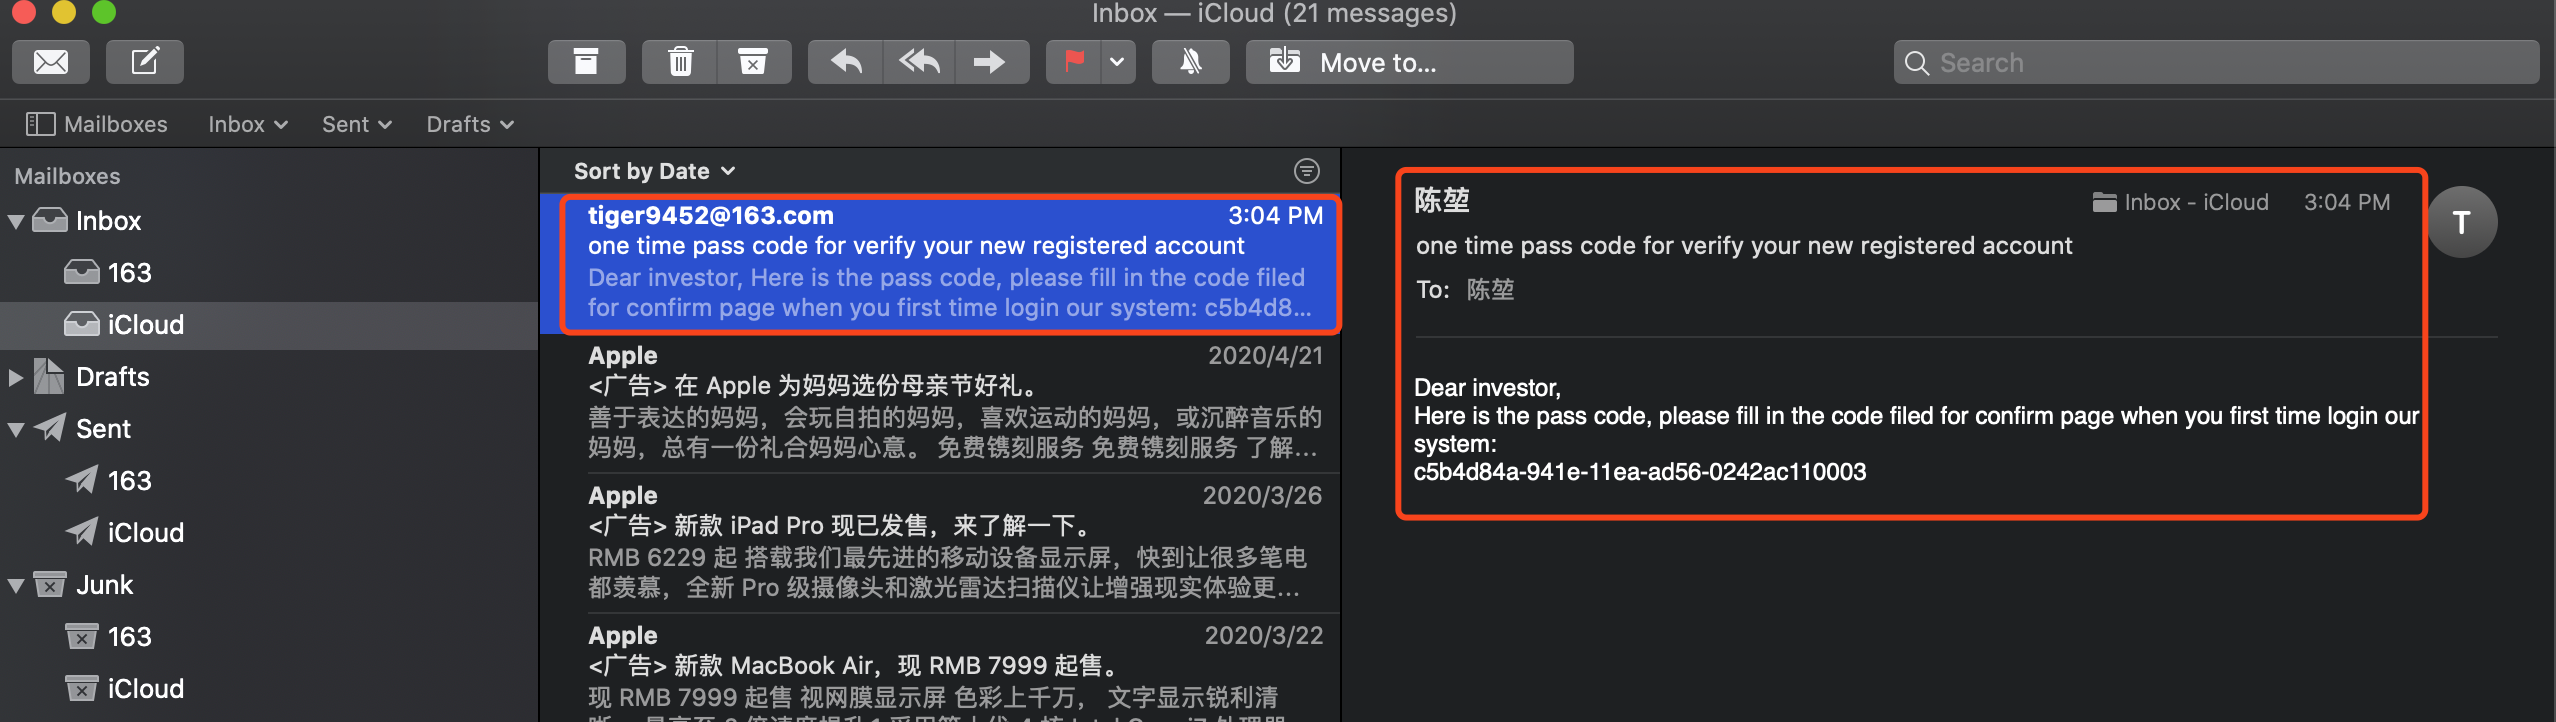 Inbox — iCloud (21 messages)
Move to...
Search
Mailboxes
Inbox
Sent
Drafts
Mailboxes
Inbox
163
iCloud
Drafts
Sent
163
iCloud
Junk
163
iCloud
Sort by Date
tiger9452@163.com 3:04 PM
one time pass code for verify your new registered account
Dear investor, Here is the pass code, please fill in the code filed
for confirm page when you first time login our system: c5b4d8...
Apple 2020/4/21
<广告> 在 Apple 为妈妈选份母亲节好礼。
善于表达的妈妈，会玩自拍的妈妈，喜欢运动的妈妈，或沉醉音乐的
妈妈，总有一份礼合妈妈心意。 免费镌刻服务 免费镌刻服务 了解...
Apple 2020/3/26
<广告> 新款 iPad Pro 现已发售，来了解一下。
RMB 6229 起 搭载我们最先进的移动设备显示屏，快到让很多笔电
都羡慕，全新 Pro 级摄像头和激光雷达扫描仪让增强现实体验更...
Apple 2020/3/22
<广告> 新款 MacBook Air，现 RMB 7999 起售。
现 RMB 7999 起售 视网膜显示屏 色彩上千万， 文字显示锐利清
陈堃 Inbox - iCloud 3:04 PM
T
one time pass code for verify your new registered account
To: 陈堃
Dear investor,
Here is the pass code, please fill in the code filed for confirm page when you first time login our
system:
c5b4d84a-941e-11ea-ad56-0242ac110003